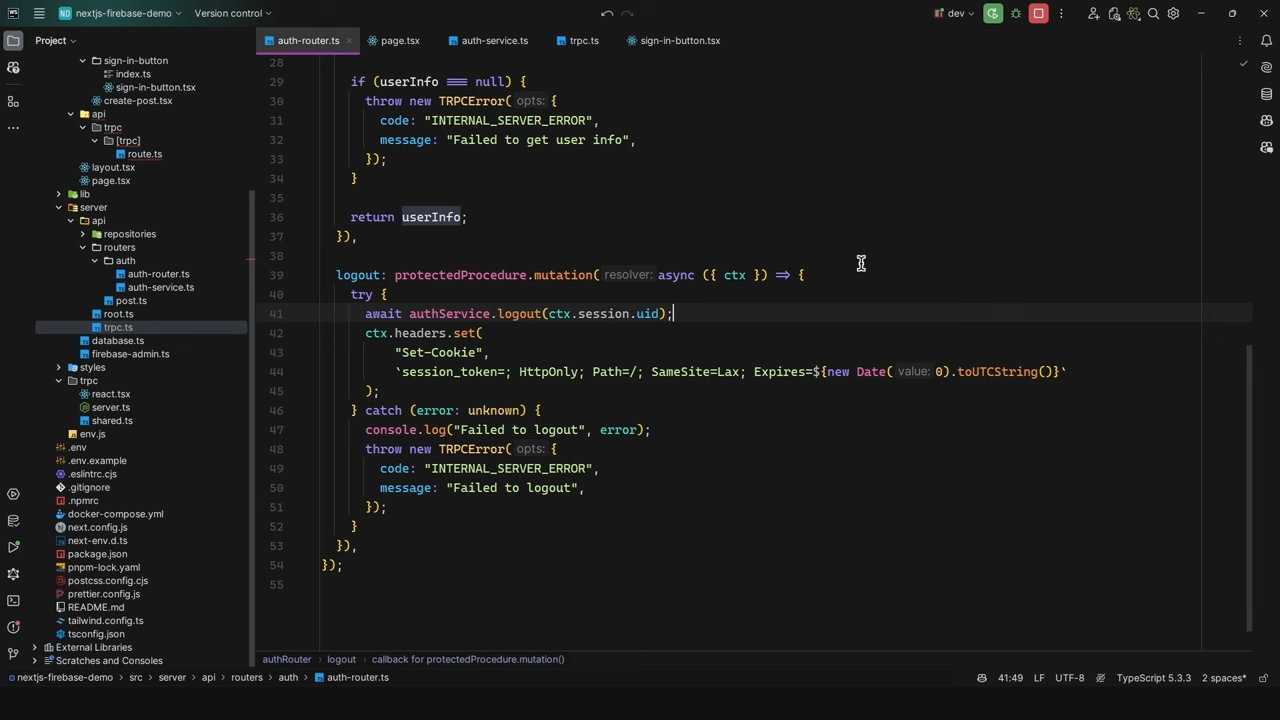 WS
ND nextjs-firebase-demo
Version control
dev
Project
auth-router.ts
page.tsx
auth-service.ts
trpc.ts
sign-in-button.tsx
sign-in-button
index.ts
sign-in-button.tsx
create-post.tsx
api
trpc
[trpc]
route.ts
layout.tsx
page.tsx
lib
server
api
repositories
routers
auth
auth-router.ts
auth-service.ts
post.ts
root.ts
trpc.ts
database.ts
firebase-admin.ts
styles
trpc
react.tsx
server.ts
shared.ts
env.js
.env
.env.example
.eslintrc.cjs
.gitignore
.npmrc
docker-compose.yml
next.config.js
next-env.d.ts
package.json
pnpm-lock.yaml
postcss.config.cjs
prettier.config.js
README.md
tailwind.config.ts
tsconfig.json
External Libraries
Scratches and Consoles
28
29 if (userInfo === null) {
30 throw new TRPCError( opts: {
31 code: "INTERNAL_SERVER_ERROR",
32 message: "Failed to get user info",
33 });
34 }
35
36 return userInfo;
37 }),
38
39 logout: protectedProcedure.mutation( resolver: async ({ ctx }) => {
40 try {
41 await authService.logout(ctx.session.uid);
42 ctx.headers.set(
43 "Set-Cookie",
44 `session_token=; HttpOnly; Path=/; SameSite=Lax; Expires=${new Date( value: 0).toUTCString()}`
45 );
46 } catch (error: unknown) {
47 console.log("Failed to logout", error);
48 throw new TRPCError( opts: {
49 code: "INTERNAL_SERVER_ERROR",
50 message: "Failed to logout",
51 });
52 }
53 }),
54 });
55
authRouter › logout › callback for protectedProcedure.mutation()
nextjs-firebase-demo › src › server › api › routers › auth › auth-router.ts
41:49 LF UTF-8 TypeScript 5.3.3 2 spaces*